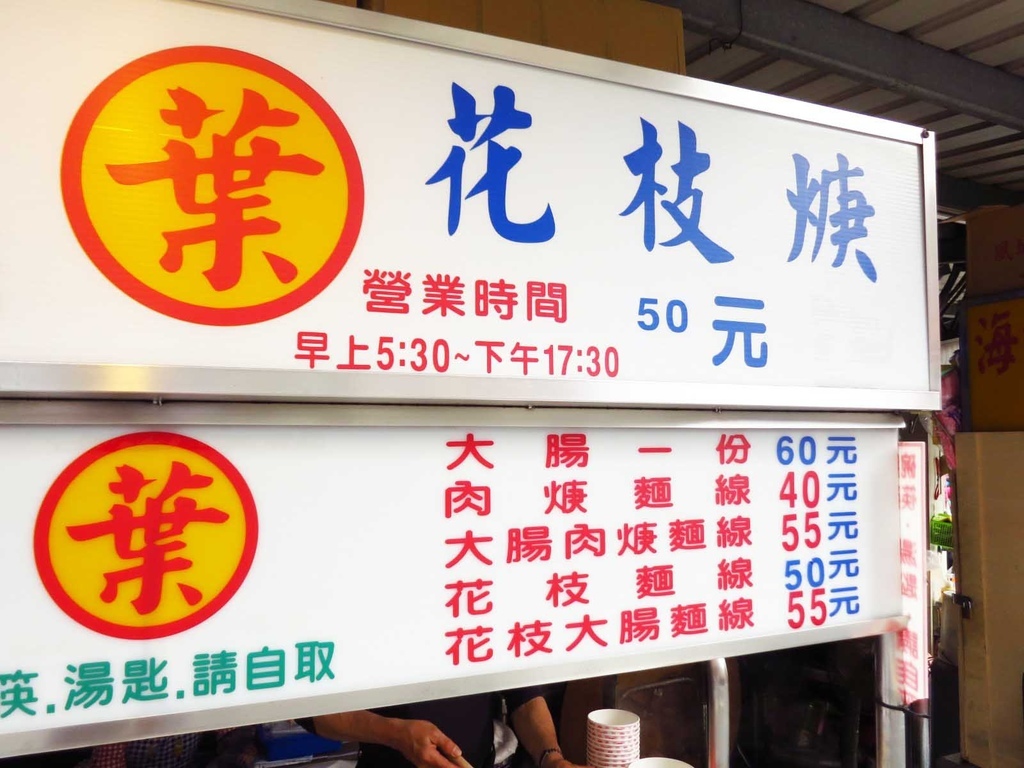 葉
花枝焿
營業時間
50元
早上5:30~下午17:30
葉
大腸一份 60元
肉焿麵線 40元
大腸肉焿麵線 55元
花枝麵線 50元
花枝大腸麵線 55元
筷.湯匙.請自取
海